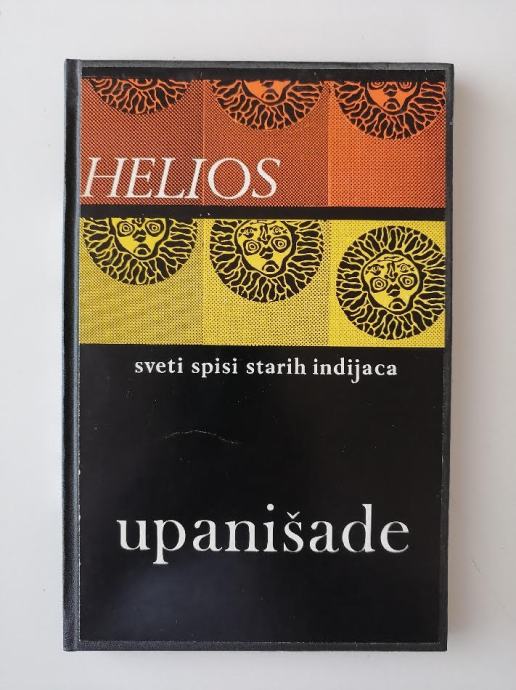 HELIOS
sveti spisi starih indijaca
upanišade